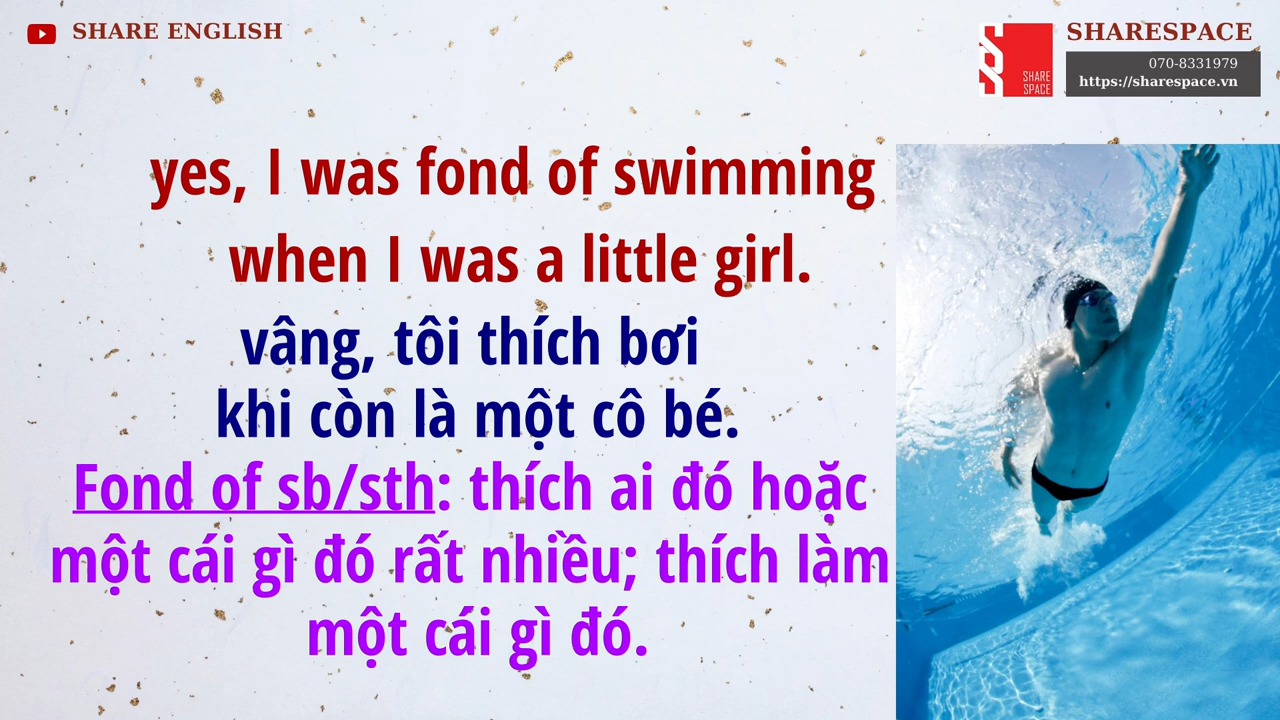 SHARE ENGLISH
SHARESPACE
070-8331979
https://sharespace.vn
SHARE
SPACE
yes, I was fond of swimming
when I was a little girl.
vâng, tôi thích bơi
khi còn là một cô bé.
Fond of sb/sth: thích ai đó hoặc
một cái gì đó rất nhiều; thích làm
một cái gì đó.